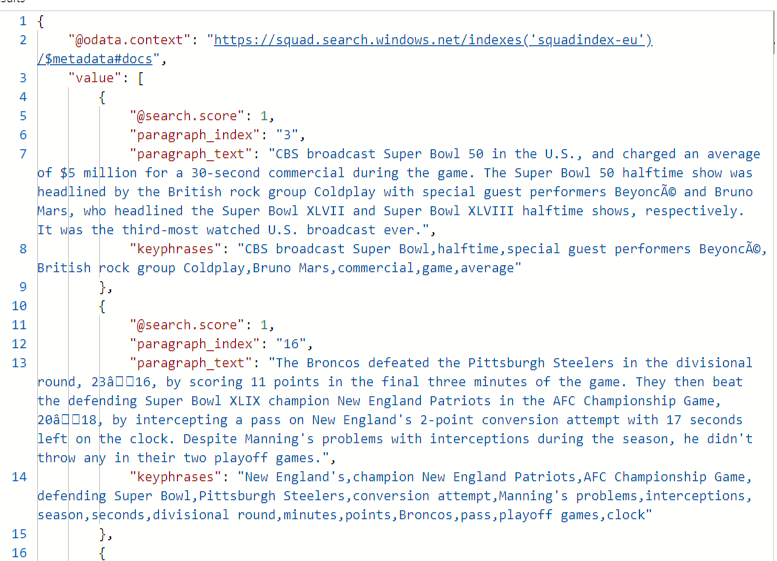 1 {
2 "@odata.context": "https://squad.search.windows.net/indexes('squadindex-eu')
/$metadata#docs",
3 "value": [
4 {
5 "@search.score": 1,
6 "paragraph_index": "3",
7 "paragraph_text": "CBS broadcast Super Bowl 50 in the U.S., and charged an average
of $5 million for a 30-second commercial during the game. The Super Bowl 50 halftime show was
headlined by the British rock group Coldplay with special guest performers BeyoncÃ© and Bruno
Mars, who headlined the Super Bowl XLVII and Super Bowl XLVIII halftime shows, respectively.
It was the third-most watched U.S. broadcast ever.",
8 "keyphrases": "CBS broadcast Super Bowl,halftime,special guest performers BeyoncÃ©,
British rock group Coldplay,Bruno Mars,commercial,game,average"
9 },
10 {
11 "@search.score": 1,
12 "paragraph_index": "16",
13 "paragraph_text": "The Broncos defeated the Pittsburgh Steelers in the divisional
round, 23â□□16, by scoring 11 points in the final three minutes of the game. They then beat
the defending Super Bowl XLIX champion New England Patriots in the AFC Championship Game,
20â□□18, by intercepting a pass on New England's 2-point conversion attempt with 17 seconds
left on the clock. Despite Manning's problems with interceptions during the season, he didn't
throw any in their two playoff games.",
14 "keyphrases": "New England's,champion New England Patriots,AFC Championship Game,
defending Super Bowl,Pittsburgh Steelers,conversion attempt,Manning's problems,interceptions,
season,seconds,divisional round,minutes,points,Broncos,pass,playoff games,clock"
15 },
16 {